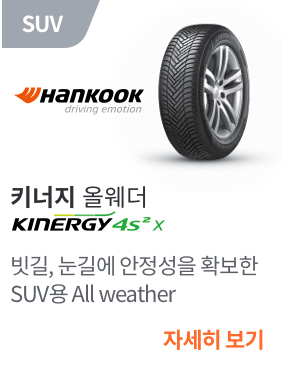 SUV
HANKOOK
driving emotion
키너지 올웨더
KINERGY 4S² X
빗길, 눈길에 안정성을 확보한
SUV용 All weather
자세히 보기